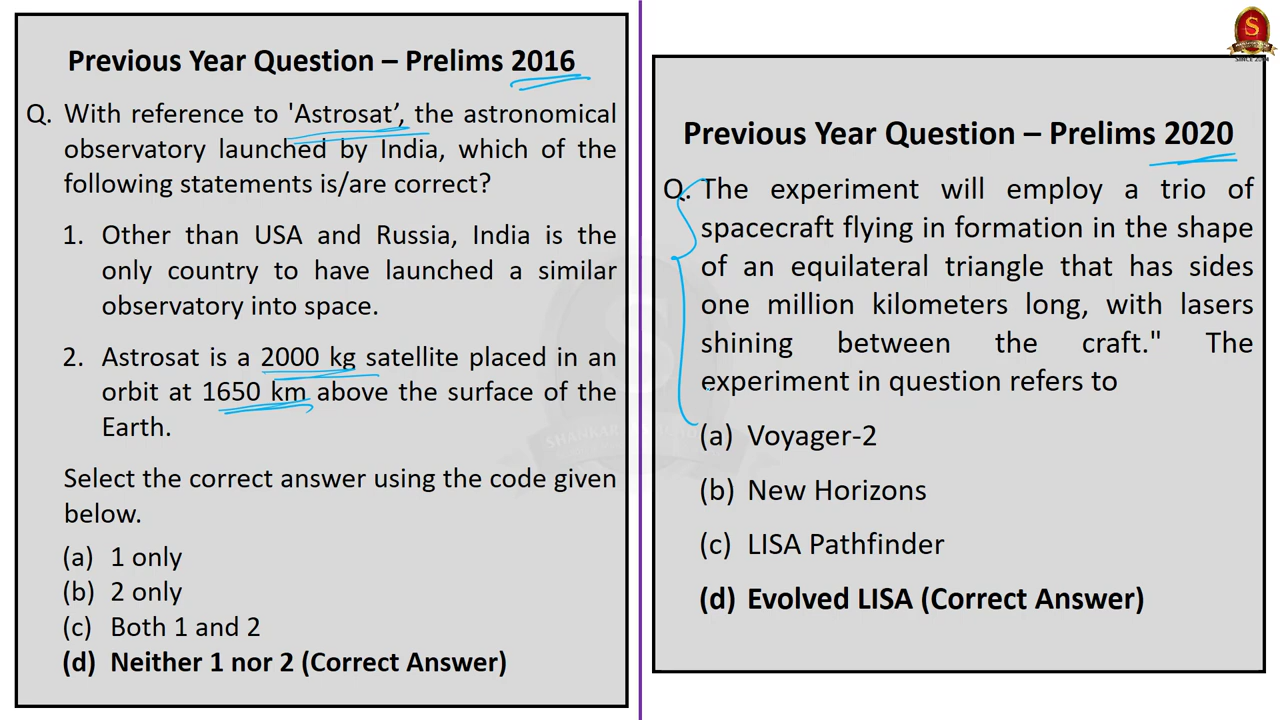 Previous Year Question – Prelims 2016
Q. With reference to 'Astrosat’, the astronomical
observatory launched by India, which of the
following statements is/are correct?
1. Other than USA and Russia, India is the
only country to have launched a similar
observatory into space.
2. Astrosat is a 2000 kg satellite placed in an
orbit at 1650 km above the surface of the
Earth.
Select the correct answer using the code given
below.
(a) 1 only
(b) 2 only
(c) Both 1 and 2
(d) Neither 1 nor 2 (Correct Answer)
Previous Year Question – Prelims 2020
Q. The experiment will employ a trio of
spacecraft flying in formation in the shape
of an equilateral triangle that has sides
one million kilometers long, with lasers
shining between the craft." The
experiment in question refers to
(a) Voyager-2
(b) New Horizons
(c) LISA Pathfinder
(d) Evolved LISA (Correct Answer)
S